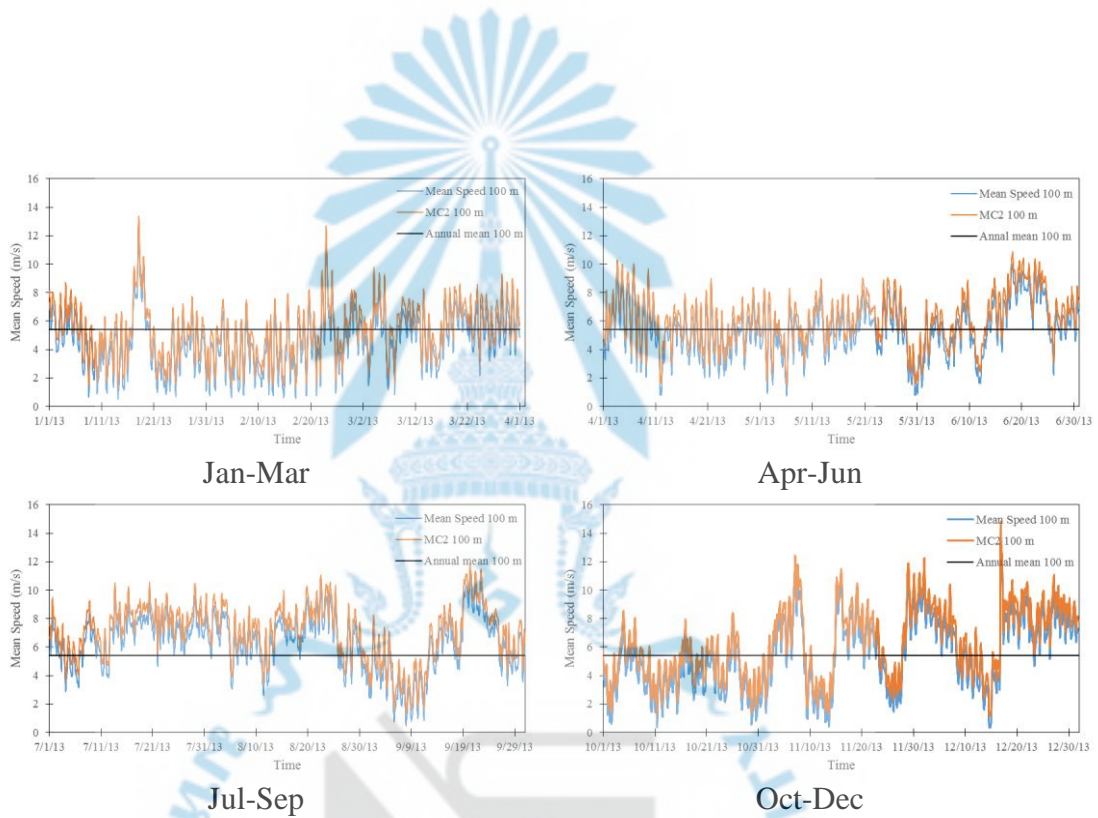 16
14
12
10
8
6
4
2
0
Mean Speed (m/s)
Mean Speed 100 m
MC2 100 m
Annual mean 100 m
1/1/13 1/11/13 1/21/13 1/31/13 2/10/13 2/20/13 3/2/13 3/12/13 3/22/13 4/1/13
Time
Jan-Mar
16
14
12
10
8
6
4
2
0
Mean Speed (m/s)
Mean Speed 100 m
MC2 100 m
Annal mean 100 m
4/1/13 4/11/13 4/21/13 5/1/13 5/11/13 5/21/13 5/31/13 6/10/13 6/20/13 6/30/13
Time
Apr-Jun
16
14
12
10
8
6
4
2
0
Mean Speed (m/s)
Mean Speed 100 m
MC2 100 m
Annual mean 100 m
7/1/13 7/11/13 7/21/13 7/31/13 8/10/13 8/20/13 8/30/13 9/9/13 9/19/13 9/29/13
Time
Jul-Sep
16
14
12
10
8
6
4
2
0
Mean Speed (m/s)
Mean Speed 100 m
MC2 100 m
Annual mean 100 m
10/1/13 10/11/13 10/21/13 10/31/13 11/10/13 11/20/13 11/30/13 12/10/13 12/20/13 12/30/13
Time
Oct-Dec